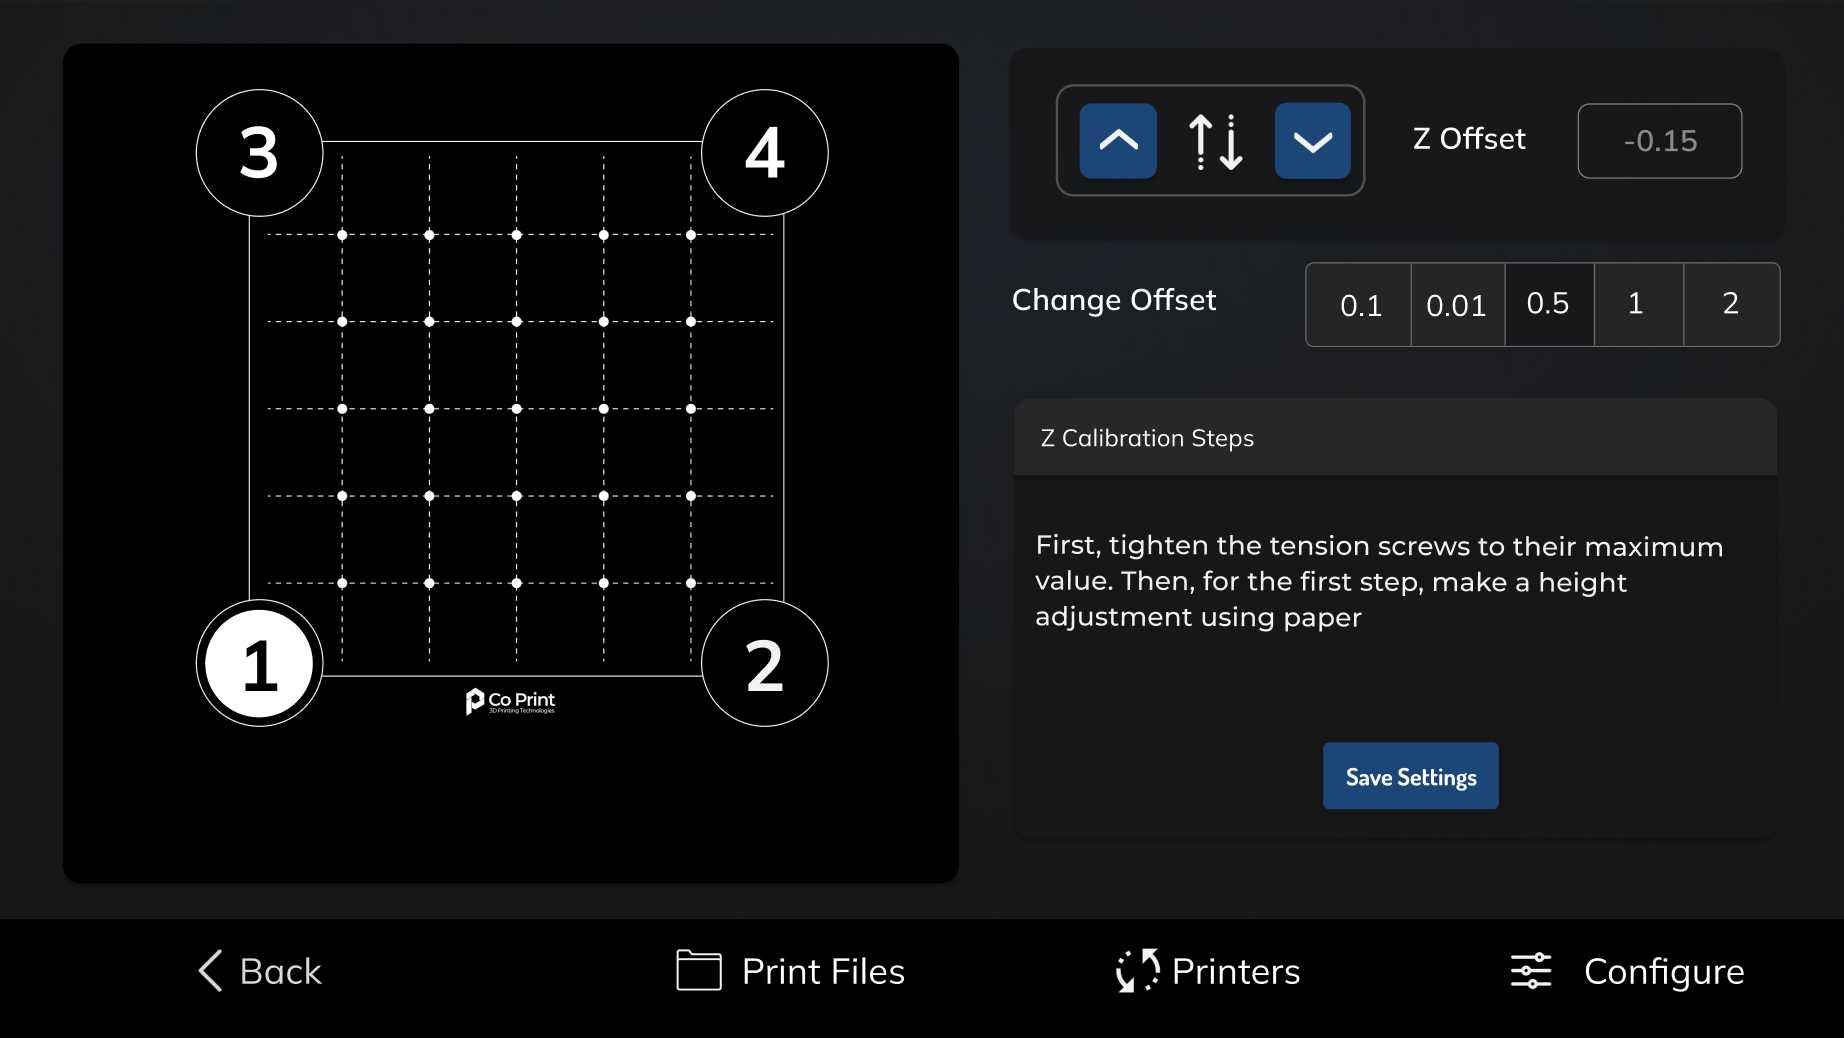 3
4
1
2
Co Print
3D Printing Technologies
Z Offset
-0.15
Change Offset
0.1
0.01
0.5
1
2
Z Calibration Steps
First, tighten the tension screws to their maximum
value. Then, for the first step, make a height
adjustment using paper
Save Settings
Back
Print Files
Printers
Configure